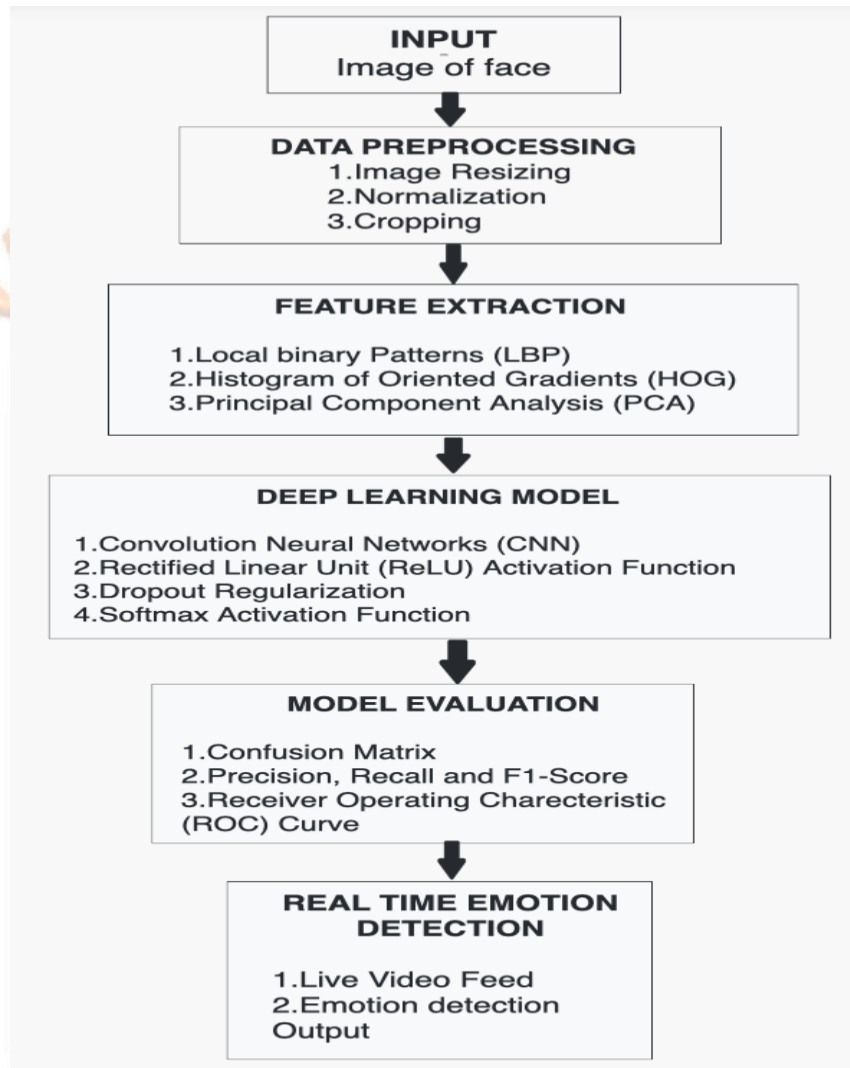 INPUT
Image of face
DATA PREPROCESSING
1.Image Resizing
2.Normalization
3.Cropping
FEATURE EXTRACTION
1.Local binary Patterns (LBP)
2.Histogram of Oriented Gradients (HOG)
3.Principal Component Analysis (PCA)
DEEP LEARNING MODEL
1.Convolution Neural Networks (CNN)
2.Rectified Linear Unit (ReLU) Activation Function
3.Dropout Regularization
4.Softmax Activation Function
MODEL EVALUATION
1.Confusion Matrix
2.Precision, Recall and F1-Score
3.Receiver Operating Charecteristic
(ROC) Curve
REAL TIME EMOTION
DETECTION
1.Live Video Feed
2.Emotion detection
Output